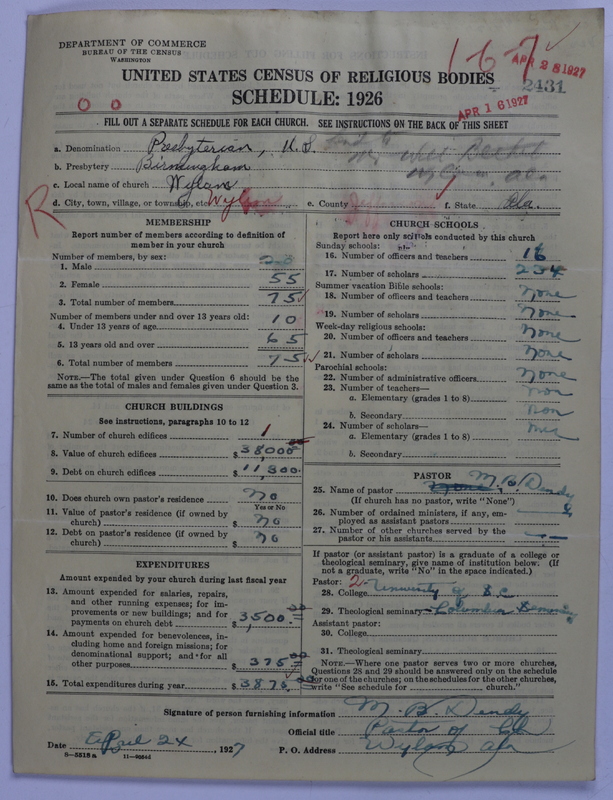 DEPARTMENT OF COMMERCE
BUREAU OF THE CENSUS
WASHINGTON
1-6-7
APR 28 1927
2431
UNITED STATES CENSUS OF RELIGIOUS BODIES
SCHEDULE: 1926
APR 16 1927
FILL OUT A SEPARATE SCHEDULE FOR EACH CHURCH. SEE INSTRUCTIONS ON THE BACK OF THIS SHEET
a. Denomination Presbyterian, U.S.
b. Presbytery Birmingham
c. Local name of church Wylam
d. City, town, village, or township, etc. Wylam e. County f. State Ala.
R
MEMBERSHIP
Report number of members according to definition of member in your church
Number of members, by sex:
1. Male 20
2. Female 55
3. Total number of members 75
Number of members under and over 13 years old:
4. Under 13 years of age 10
5. 13 years old and over 65
6. Total number of members 75
NOTE.—The total given under Question 6 should be the same as the total of males and females given under Question 3.
CHURCH BUILDINGS
See instructions, paragraphs 10 to 12
7. Number of church edifices 1
8. Value of church edifices $38,000
9. Debt on church edifices $11,800
10. Does church own pastor's residence no
Yes or No
11. Value of pastor's residence (if owned by church) $ no
12. Debt on pastor's residence (if owned by church) $ no
EXPENDITURES
Amount expended by your church during last fiscal year
13. Amount expended for salaries, repairs, and other running expenses; for improvements or new buildings; and for payments on church debt $3,500.00
14. Amount expended for benevolences, including home and foreign missions; for denominational support; and for all other purposes $375.00
15. Total expenditures during year $3875.00
CHURCH SCHOOLS
Report here only schools conducted by this church
Sunday schools:
16. Number of officers and teachers 16
17. Number of scholars 234
Summer vacation Bible schools:
18. Number of officers and teachers none
19. Number of scholars none
Week-day religious schools:
20. Number of officers and teachers none
21. Number of scholars none
Parochial schools:
22. Number of administrative officers none
23. Number of teachers—
a. Elementary (grades 1 to 8) non
b. Secondary non
24. Number of scholars—
a. Elementary (grades 1 to 8)
b. Secondary
PASTOR
25. Name of pastor M. B. Dendy
(If church has no pastor, write "None")
26. Number of ordained ministers, if any, employed as assistant pastors
27. Number of other churches served by the pastor or his assistants
If pastor (or assistant pastor) is a graduate of a college or theological seminary, give name of institution below. (If not a graduate, write "No" in the space indicated.)
Pastor: 2
28. College University of S.C.
29. Theological seminary Columbia Seminary
Assistant pastor:
30. College
31. Theological seminary
NOTE.—Where one pastor serves two or more churches, Questions 28 and 29 should be answered only on the schedule for one of the churches; on the schedules for the other churches, write "See schedule for church."
Signature of person furnishing information M. B. Dendy
Official title Pastor of Ch
Date April 24, 1927 P. O. Address Wylam Ala
8-5315a 11-9064d